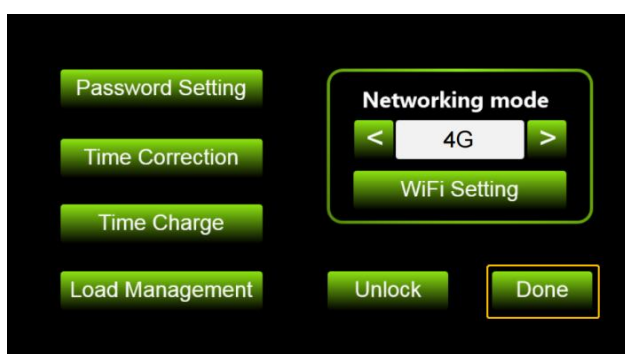 Password Setting
Time Correction
Time Charge
Load Management
Networking mode
< 4G >
WiFi Setting
Unlock
Done